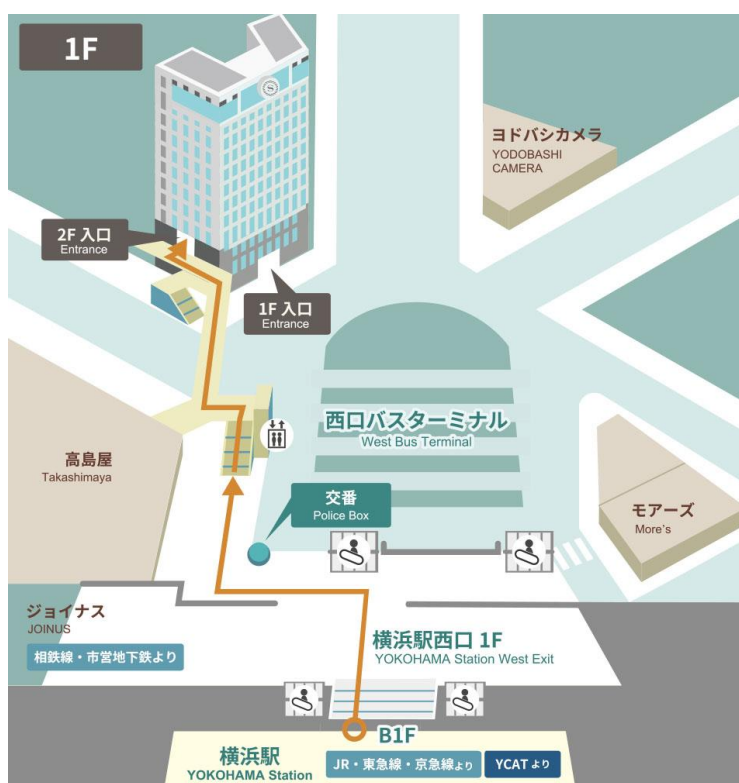 1F
ヨドバシカメラ
YODOBASHI
CAMERA
S
2F 入口
Entrance
1F 入口
Entrance
西口バスターミナル
West Bus Terminal
高島屋
Takashimaya
交番
Police Box
モアーズ
More's
ジョイナス
JOINUS
相鉄線・市営地下鉄より
横浜駅西口 1F
YOKOHAMA Station West Exit
B1F
横浜駅
YOKOHAMA Station
JR・東急線・京急線より
YCATより